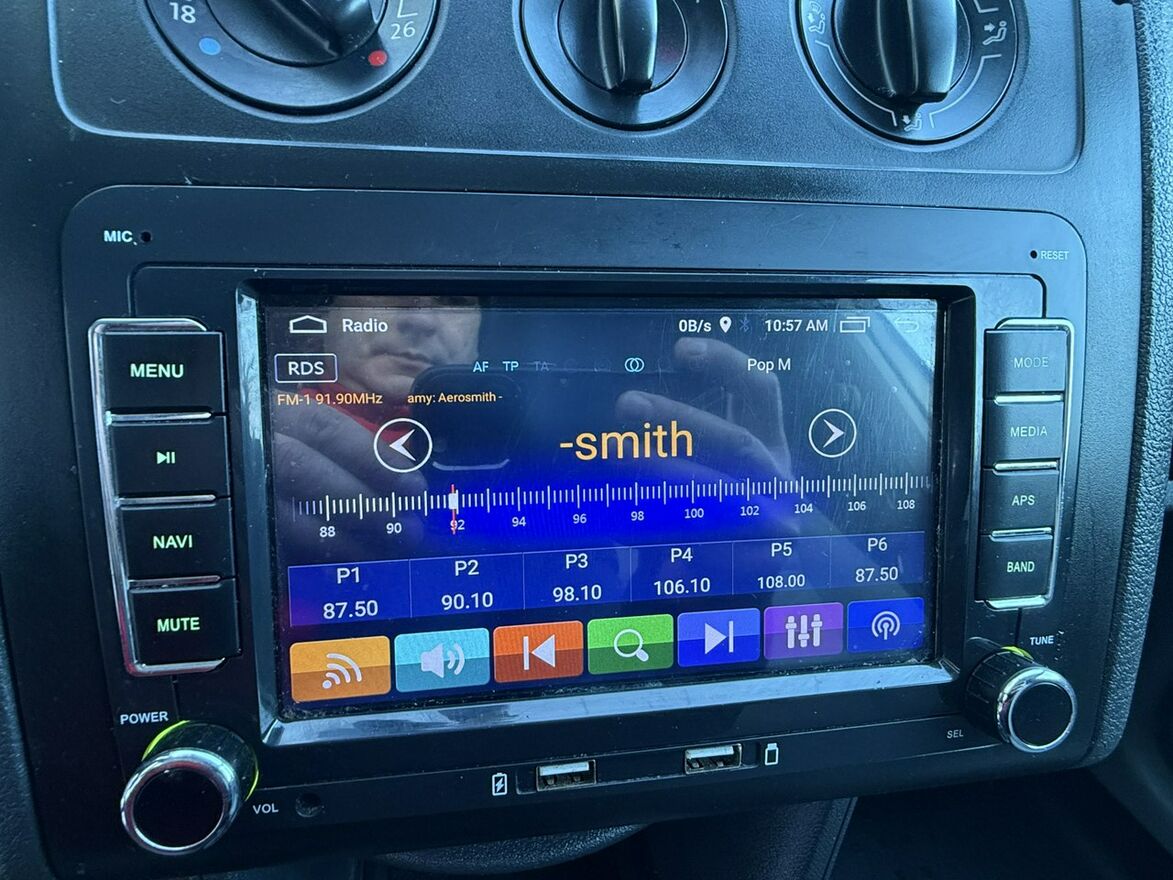 18
26
MIC
RESET
Radio
0B/s
10:57 AM
RDS
AF TP TA
Pop M
FM-1 91.90MHz
amy: Aerosmith -
-smith
88 90 92 94 96 98 100 102 104 106 108
P1 P2 P3 P4 P5 P6
87.50 90.10 98.10 106.10 108.00 87.50
MENU
NAVI
MUTE
MODE
MEDIA
APS
BAND
POWER
VOL
TUNE
SEL